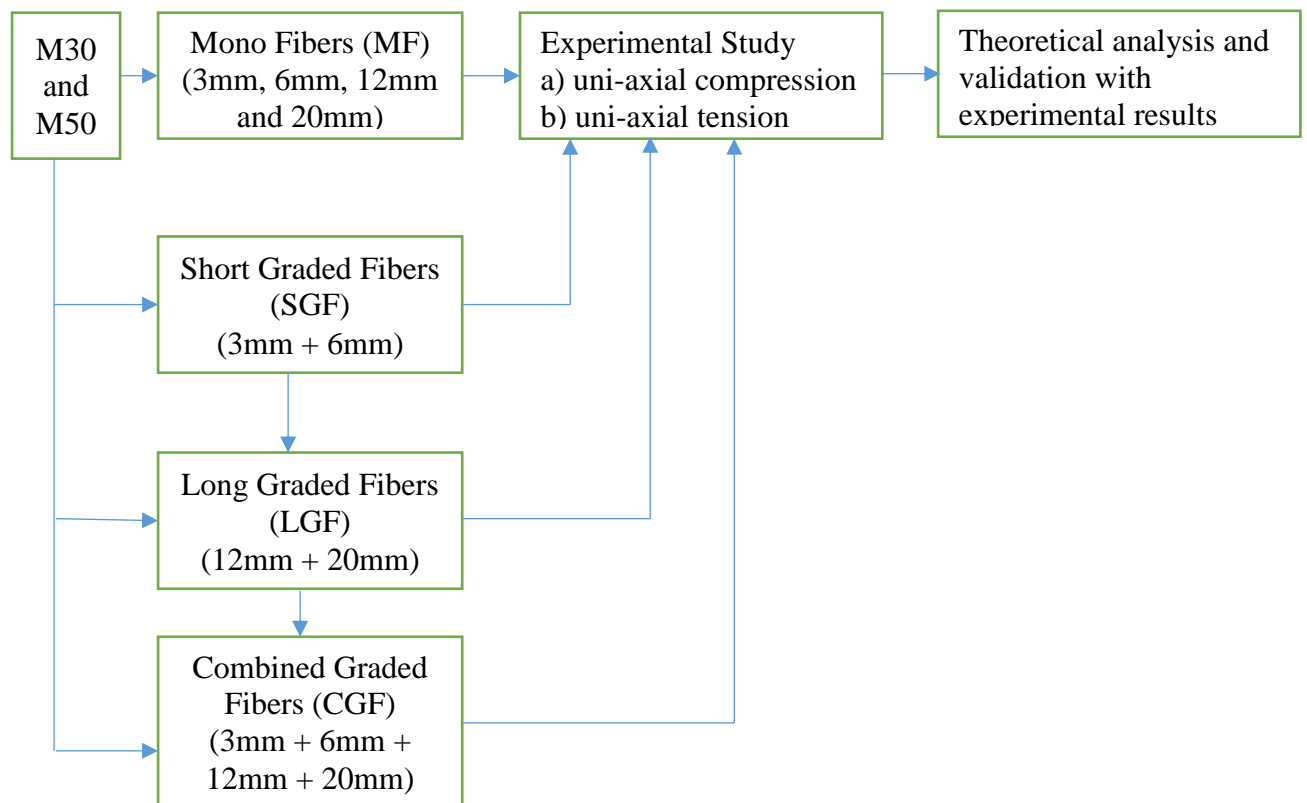 M30
and
M50
Mono Fibers (MF)
(3mm, 6mm, 12mm
and 20mm)
Experimental Study
a) uni-axial compression
b) uni-axial tension
Theoretical analysis and
validation with
experimental results
Short Graded Fibers
(SGF)
(3mm + 6mm)
Long Graded Fibers
(LGF)
(12mm + 20mm)
Combined Graded
Fibers (CGF)
(3mm + 6mm +
12mm + 20mm)